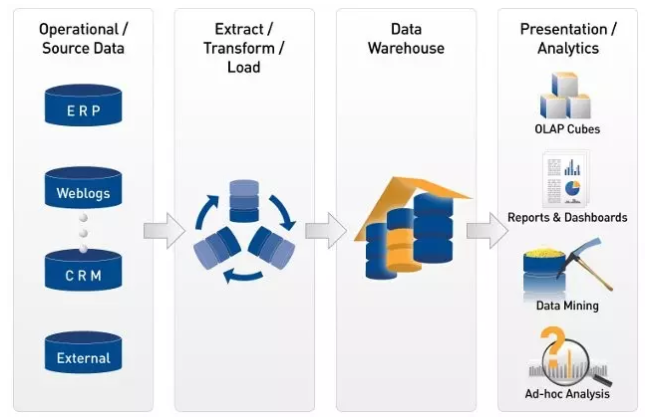 Operational /
Source Data
ERP
Weblogs
CRM
External
Extract /
Transform /
Load
Data
Warehouse
Presentation /
Analytics
OLAP Cubes
Reports & Dashboards
Data Mining
?
Ad-hoc Analysis